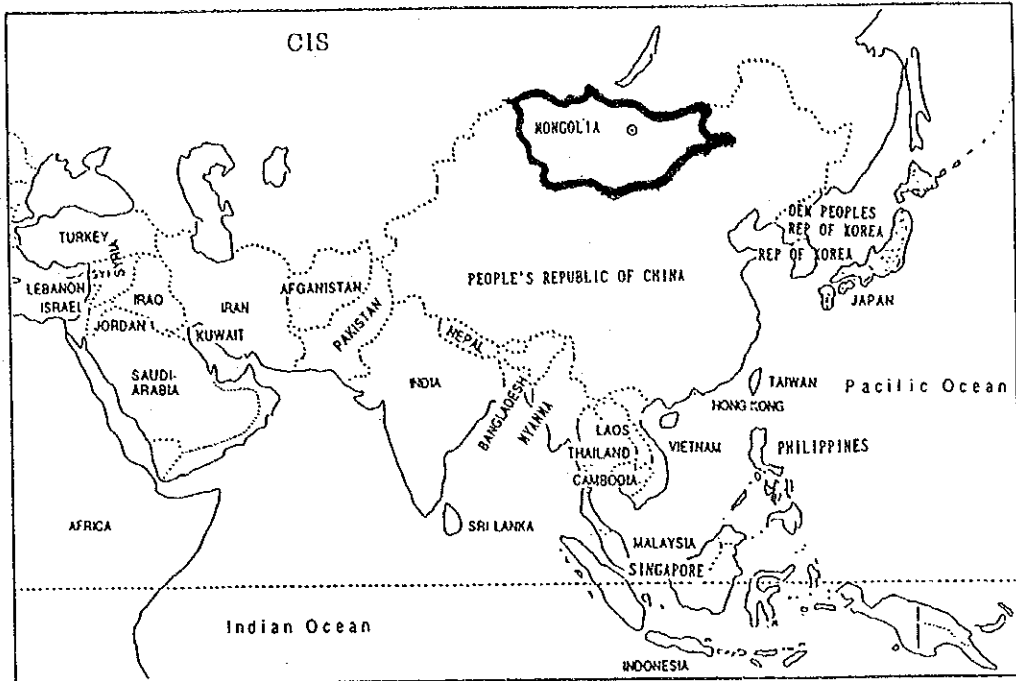 CIS
MONGOLIA
TURKEY
SYRIA
LEBANON
ISRAEL
IRAQ
JORDAN
KUWAIT
IRAN
AFGANISTAN
PAKISTAN
SAUDI-
ARABIA
NEPAL
INDIA
BANGLADESH
MYANMA
PEOPLE'S REPUBLIC OF CHINA
DEM PEOPLES
REP OF KOREA
REP OF KOREA
JAPAN
TAIWAN
HONG KONG
Pacific Ocean
LAOS
THAILAND
CAMBODIA
VIETNAM
PHILIPPINES
AFRICA
SRI LANKA
MALAYSIA
SINGAPORE
Indian Ocean
INDONESIA